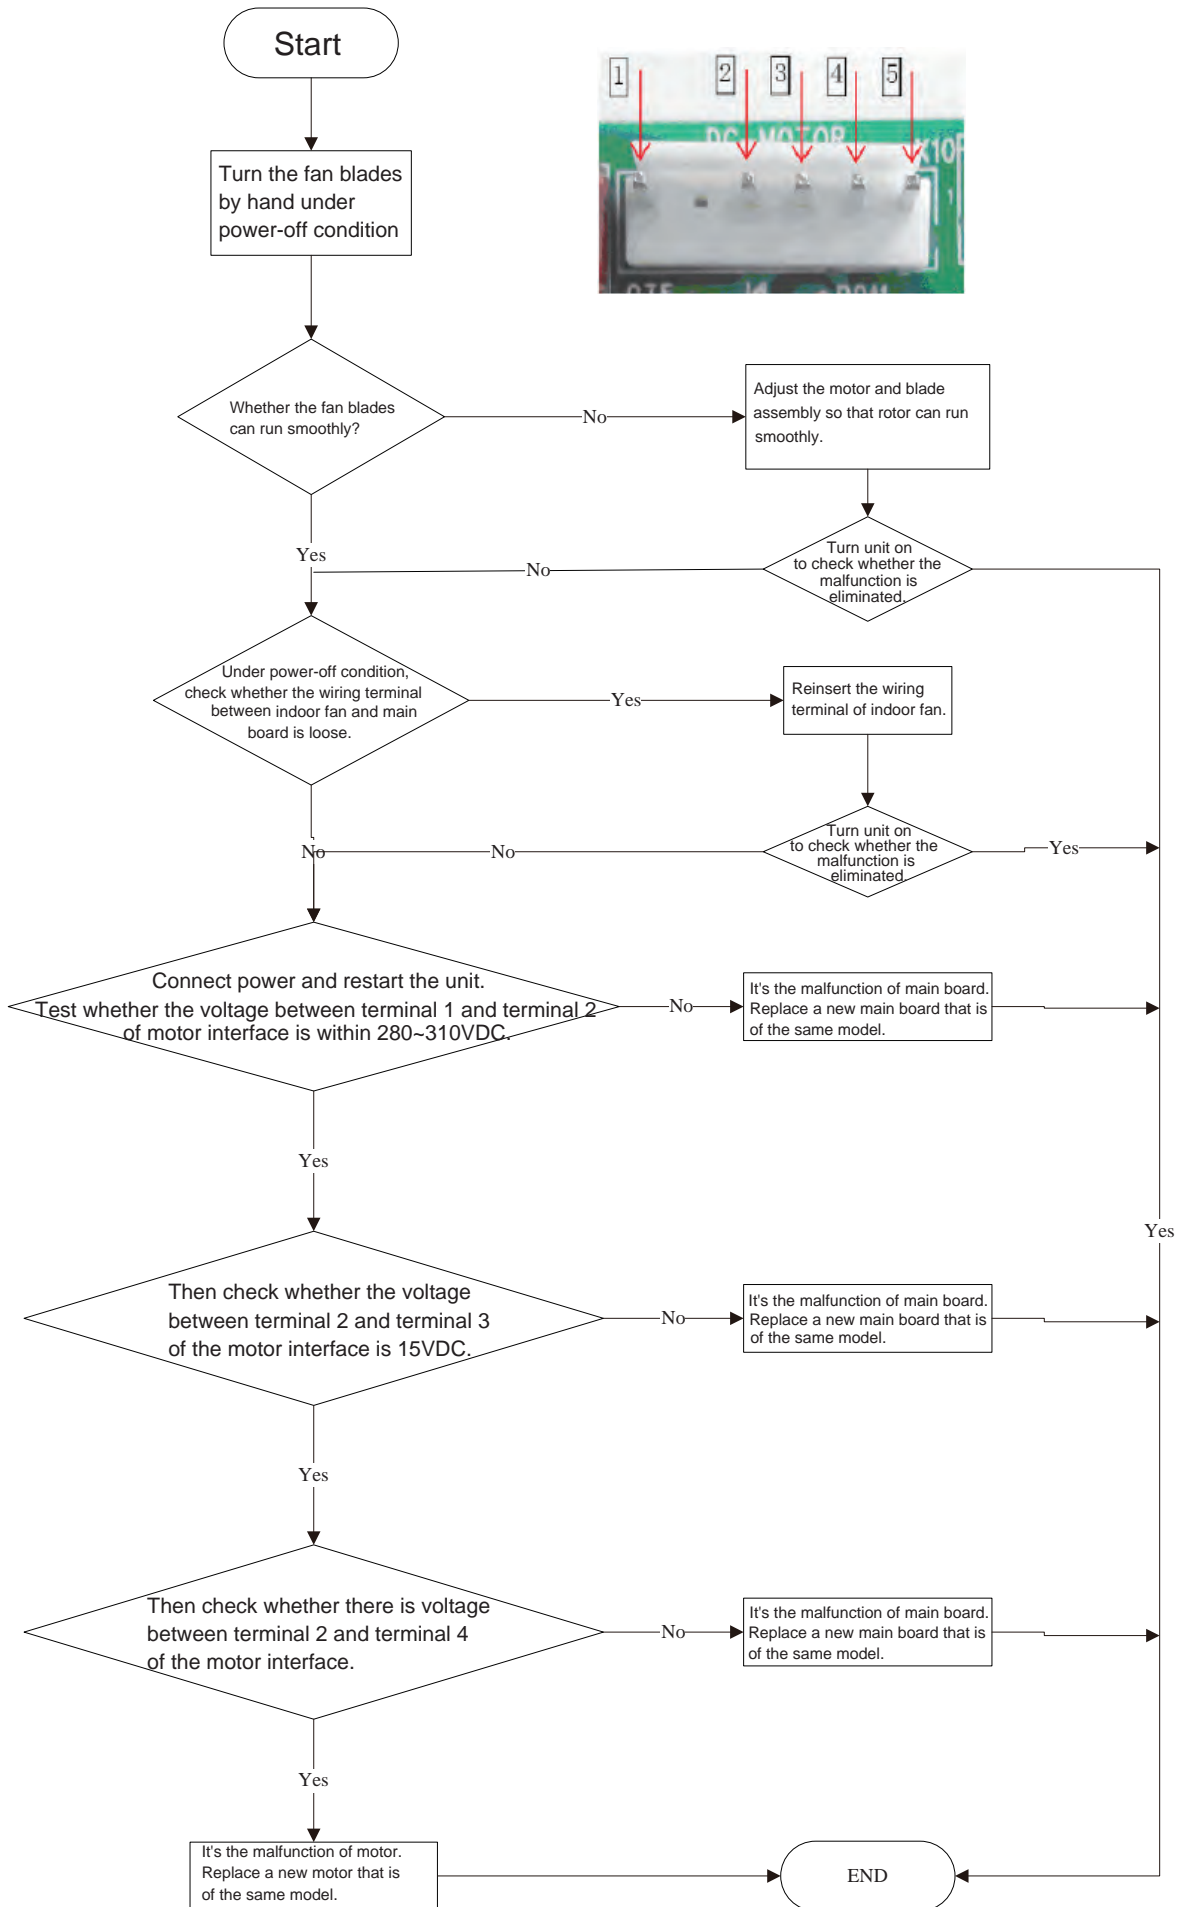 Start
1
2
3
4
5
DC MOTOR
Turn the fan blades
by hand under
power-off condition
Whether the fan blades
can run smoothly?
No
Adjust the motor and blade
assembly so that rotor can run
smoothly.
Yes
Turn unit on
to check whether the
malfunction is
eliminated.
No
Under power-off condition,
check whether the wiring terminal
between indoor fan and main
board is loose.
Yes
Reinsert the wiring
terminal of indoor fan.
No
No
Turn unit on
to check whether the
malfunction is
eliminated.
Yes
Connect power and restart the unit.
Test whether the voltage between terminal 1 and terminal 2
of motor interface is within 280~310VDC.
No
It's the malfunction of main board.
Replace a new main board that is
of the same model.
Yes
Yes
Then check whether the voltage
between terminal 2 and terminal 3
of the motor interface is 15VDC.
No
It's the malfunction of main board.
Replace a new main board that is
of the same model.
Yes
Then check whether there is voltage
between terminal 2 and terminal 4
of the motor interface.
No
It's the malfunction of main board.
Replace a new main board that is
of the same model.
Yes
It's the malfunction of motor.
Replace a new motor that is
of the same model.
END